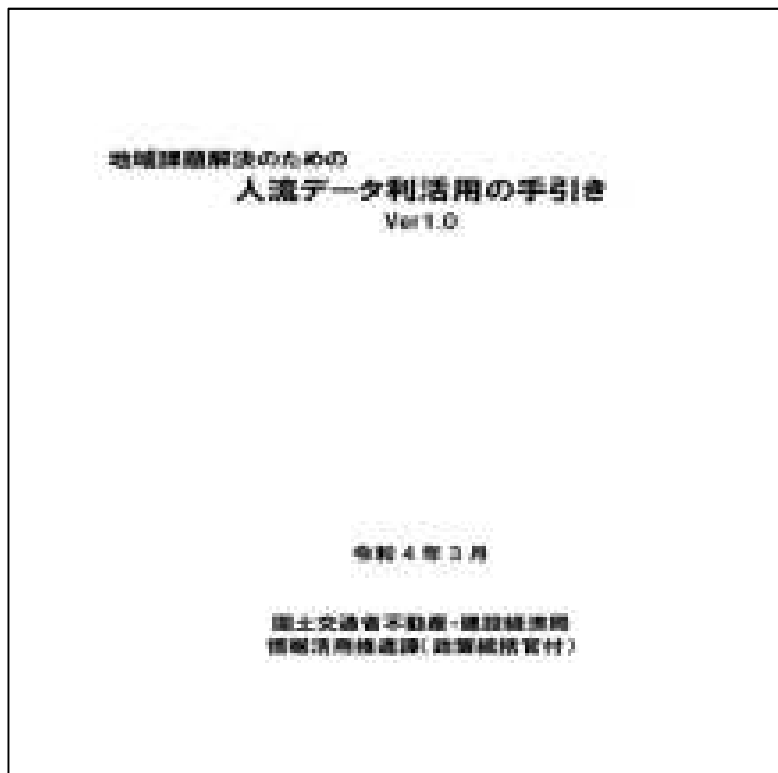 地域課題解決のための
人流データ利活用の手引き
Ver1.0
令和4年3月
国土交通省不動産・建設経済局
情報活用推進課(政策統括官付)